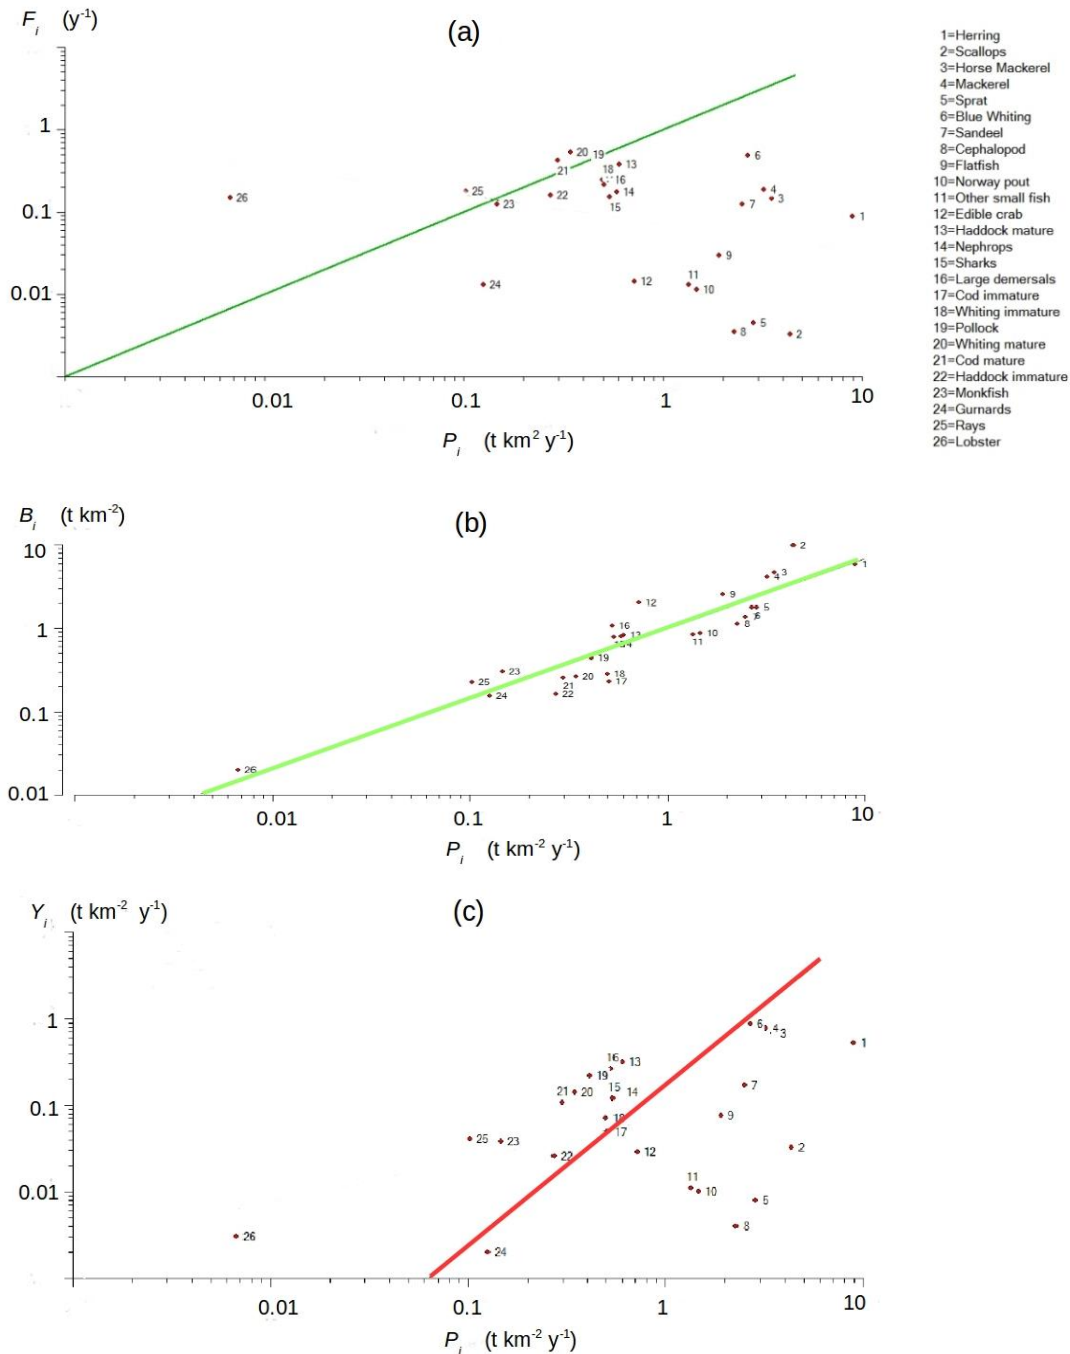 F_i (y-1)
(a)
1
0.1
0.01
20
19
21
13
18
16
14
15
22
25
23
26
24
12
6
4
3
7
1
9
11
10
5
8
2
0.01
0.1
1
10
P_i (t km2 y-1)
1=Herring
2=Scallops
3=Horse Mackerel
4=Mackerel
5=Sprat
6=Blue Whiting
7=Sandeel
8=Cephalopod
9=Flatfish
10=Norway pout
11=Other small fish
12=Edible crab
13=Haddock mature
14=Nephrops
15=Sharks
16=Large demersals
17=Cod immature
18=Whiting immature
19=Pollock
20=Whiting mature
21=Cod mature
22=Haddock immature
23=Monkfish
24=Gurnards
25=Rays
26=Lobster
B_i (t km-2)
(b)
10
1
0.1
0.01
2
1
3
4
9
12
5
6
8
16
10
11
19
23
20
18
25
21
17
24
22
26
0.01
0.1
1
10
P_i (t km-2 y-1)
Y_i (t km-2 y-1)
(c)
1
0.1
0.01
6
4
3
1
16
13
19
21
20
15
14
7
18
9
17
25
23
22
12
2
11
10
5
8
26
24
0.01
0.1
1
10
P_i (t km-2 y-1)